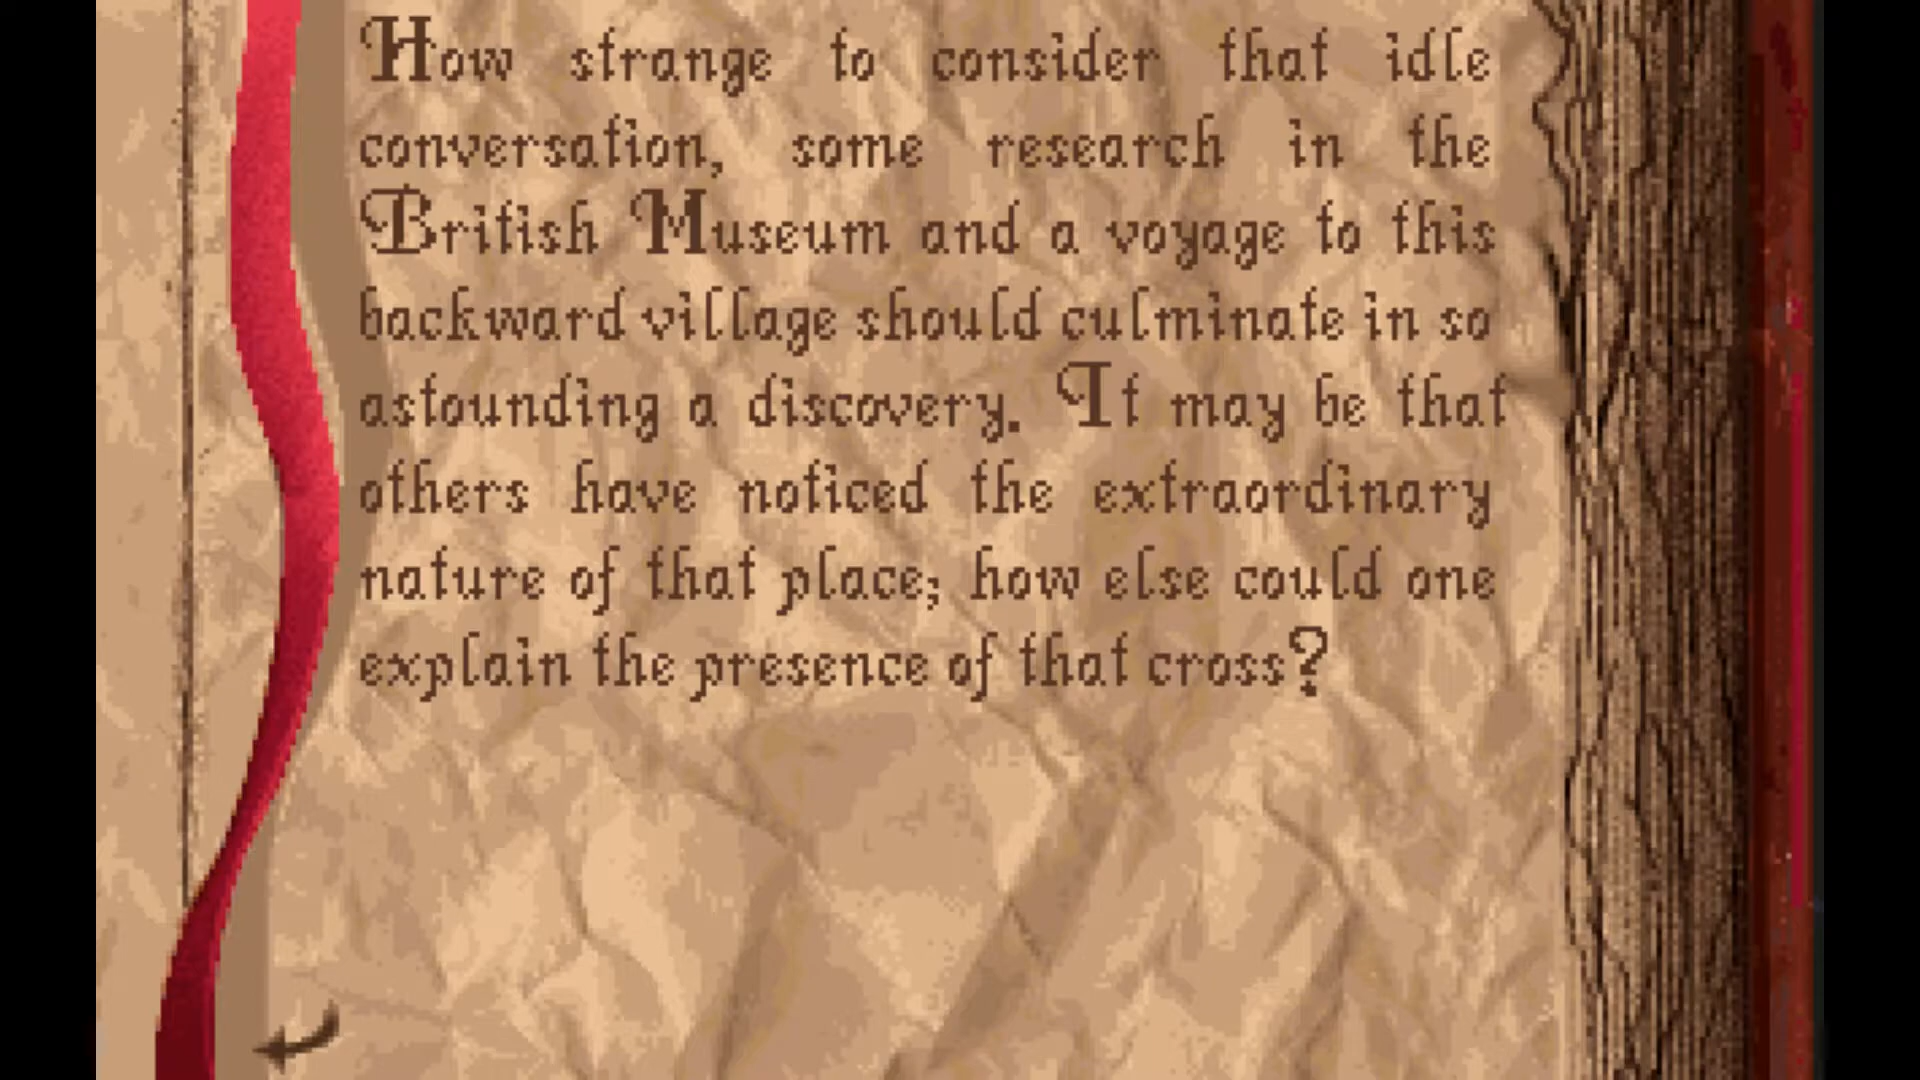 How strange to consider that idle
conversation, some research in the
British Museum and a voyage to this
backward village should culminate in so
astounding a discovery. It may be that
others have noticed the extraordinary
nature of that place; how else could one
explain the presence of that cross?